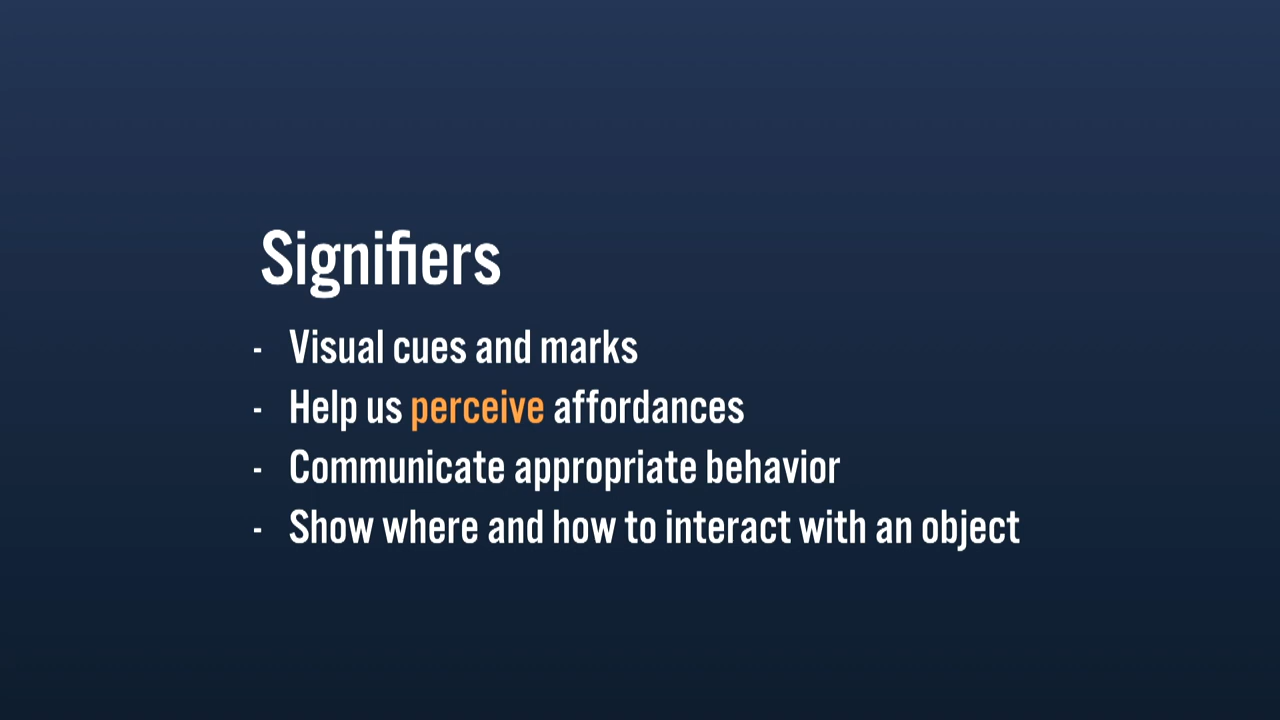 Signifiers
- Visual cues and marks
- Help us perceive affordances
- Communicate appropriate behavior
- Show where and how to interact with an object